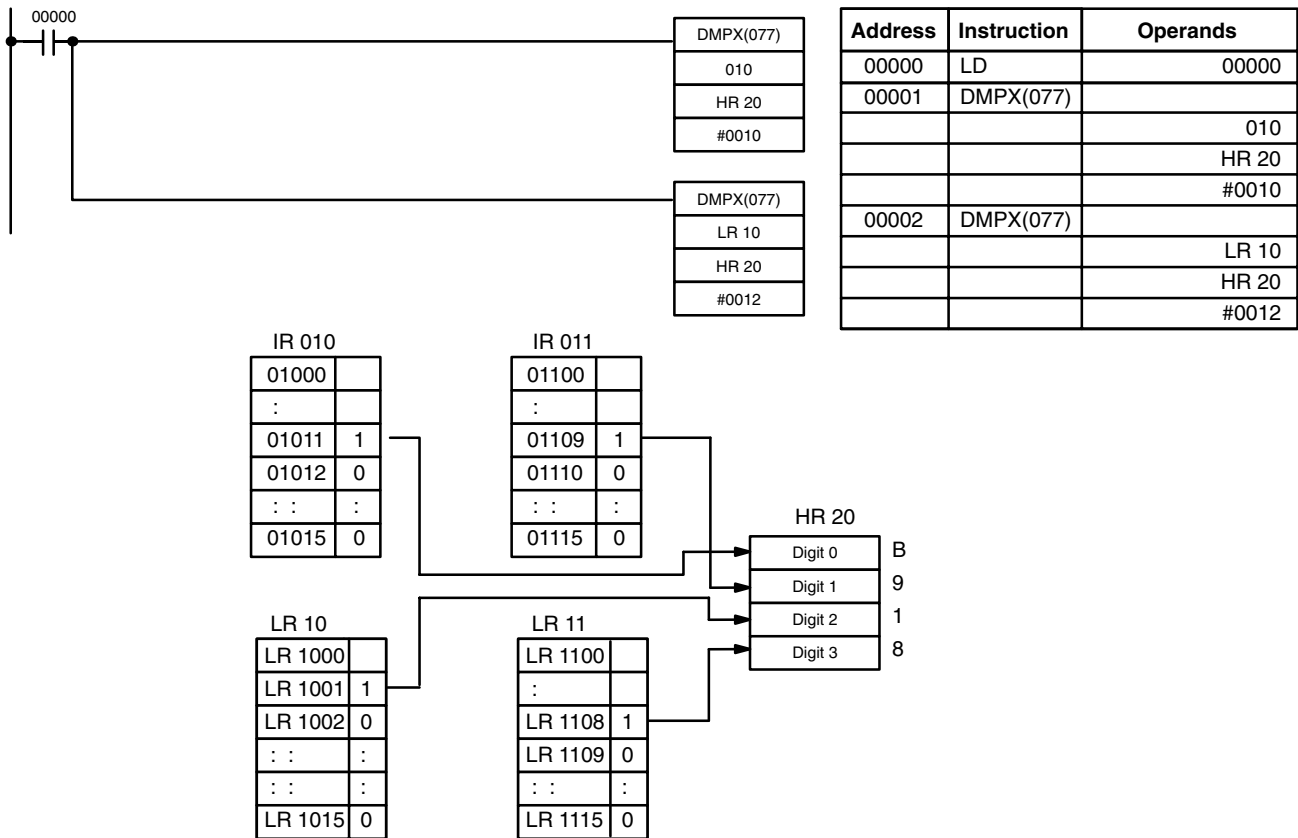 00000
DMPX(077)
010
HR 20
#0010
DMPX(077)
LR 10
HR 20
#0012
Address Instruction Operands
00000 LD 00000
00001 DMPX(077)
010
HR 20
#0010
00002 DMPX(077)
LR 10
HR 20
#0012
IR 010
01000
:
01011 1
01012 0
: : :
01015 0
IR 011
01100
:
01109 1
01110 0
: : :
01115 0
HR 20
Digit 0 B
Digit 1 9
Digit 2 1
Digit 3 8
LR 10
LR 1000
LR 1001 1
LR 1002 0
: : :
: : :
LR 1015 0
LR 11
LR 1100
:
LR 1108 1
LR 1109 0
: : :
LR 1115 0